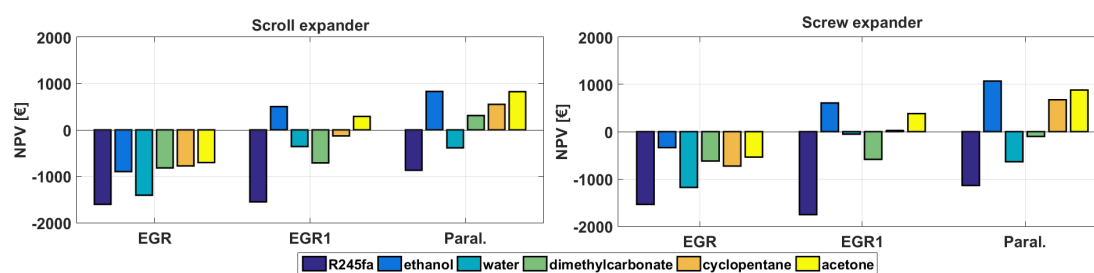 Scroll expander
NPV [€]
2000
1000
0
-1000
-2000
EGR EGR1 Paral.
Screw expander
NPV [€]
2000
1000
0
-1000
-2000
EGR EGR1 Paral.
R245fa ethanol water dimethylcarbonate cyclopentane acetone